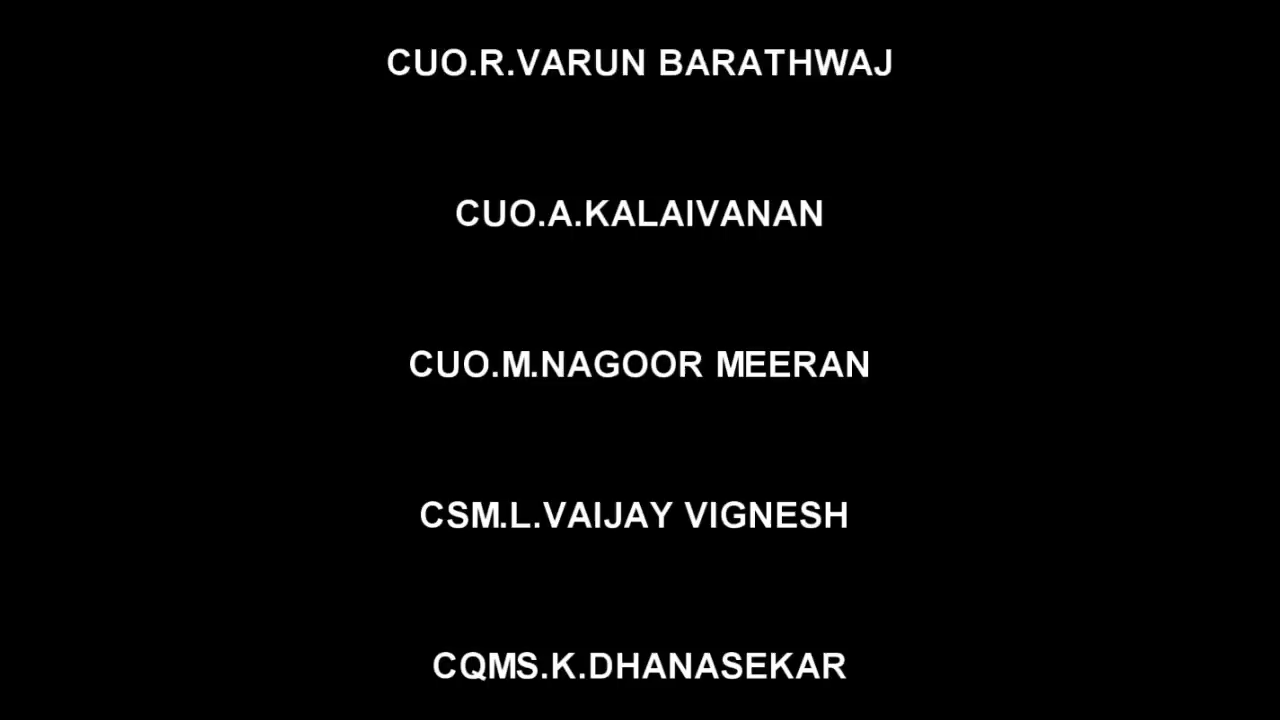 CUO.R.VARUN BARATHWAJ
CUO.A.KALAIVANAN
CUO.M.NAGOOR MEERAN
CSM.L.VAIJAY VIGNESH
CQMS.K.DHANASEKAR